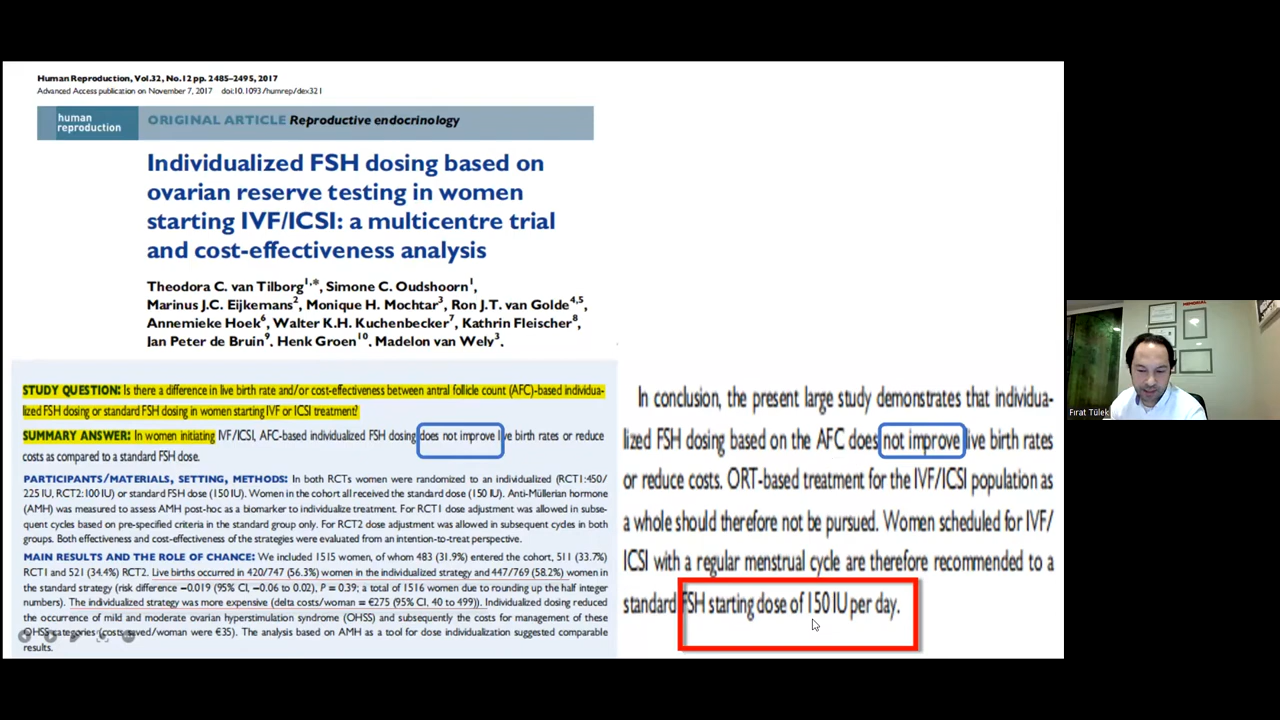 Human Reproduction, Vol.32, No.12 pp. 2485–2495, 2017
Advanced Access publication on November 7, 2017 doi:10.1093/humrep/dex321
human
reproduction
ORIGINAL ARTICLE Reproductive endocrinology
Individualized FSH dosing based on
ovarian reserve testing in women
starting IVF/ICSI: a multicentre trial
and cost-effectiveness analysis
Theodora C. van Tilborg1,*, Simone C. Oudshoorn1,
Marinus J.C. Eijkemans2, Monique H. Mochtar3, Ron J.T. van Golde4,5,
Annemieke Hoek6, Walter K.H. Kuchenbecker7, Kathrin Fleischer8,
Jan Peter de Bruin9, Henk Groen10, Madelon van Wely3,
STUDY QUESTION: Is there a difference in live birth rate and/or cost-effectiveness between antral follicle count (AFC)-based individua-
lized FSH dosing or standard FSH dosing in women starting IVF or ICSI treatment?
SUMMARY ANSWER: In women initiating IVF/ICSI, AFC-based individualized FSH dosing does not improve live birth rates or reduce
costs as compared to a standard FSH dose.
PARTICIPANTS/MATERIALS, SETTING, METHODS: In both RCTs women were randomized to an individualized (RCT1:450/
225 IU, RCT2:100 IU) or standard FSH dose (150 IU). Women in the cohort all received the standard dose (150 IU). Anti-Müllerian hormone
(AMH) was measured to assess AMH post-hoc as a biomarker to individualize treatment. For RCT1 dose adjustment was allowed in subse-
quent cycles based on pre-specified criteria in the standard group only. For RCT2 dose adjustment was allowed in subsequent cycles in both
groups. Both effectiveness and cost-effectiveness of the strategies were evaluated from an intention-to-treat perspective.
MAIN RESULTS AND THE ROLE OF CHANCE: We included 1515 women, of whom 483 (31.9%) entered the cohort, 511 (33.7%)
RCT1 and 521 (34.4%) RCT2. Live births occurred in 420/747 (56.3%) women in the individualized strategy and 447/769 (58.2%) women in
the standard strategy (risk difference −0.019 (95% CI, −0.06 to 0.02), P = 0.39; a total of 1516 women due to rounding up the half integer
numbers). The individualized strategy was more expensive (delta costs/woman = €275 (95% CI, 40 to 499)). Individualized dosing reduced
the occurrence of mild and moderate ovarian hyperstimulation syndrome (OHSS) and subsequently the costs for management of these
OHSS categories (costs saved/woman were €35). The analysis based on AMH as a tool for dose individualization suggested comparable
results.
In conclusion, the present large study demonstrates that individua-
lized FSH dosing based on the AFC does not improve live birth rates
or reduce costs. ORT-based treatment for the IVF/ICSI population as
a whole should therefore not be pursued. Women scheduled for IVF/
ICSI with a regular menstrual cycle are therefore recommended to a
standard FSH starting dose of 150 IU per day.
Fırat Tülek